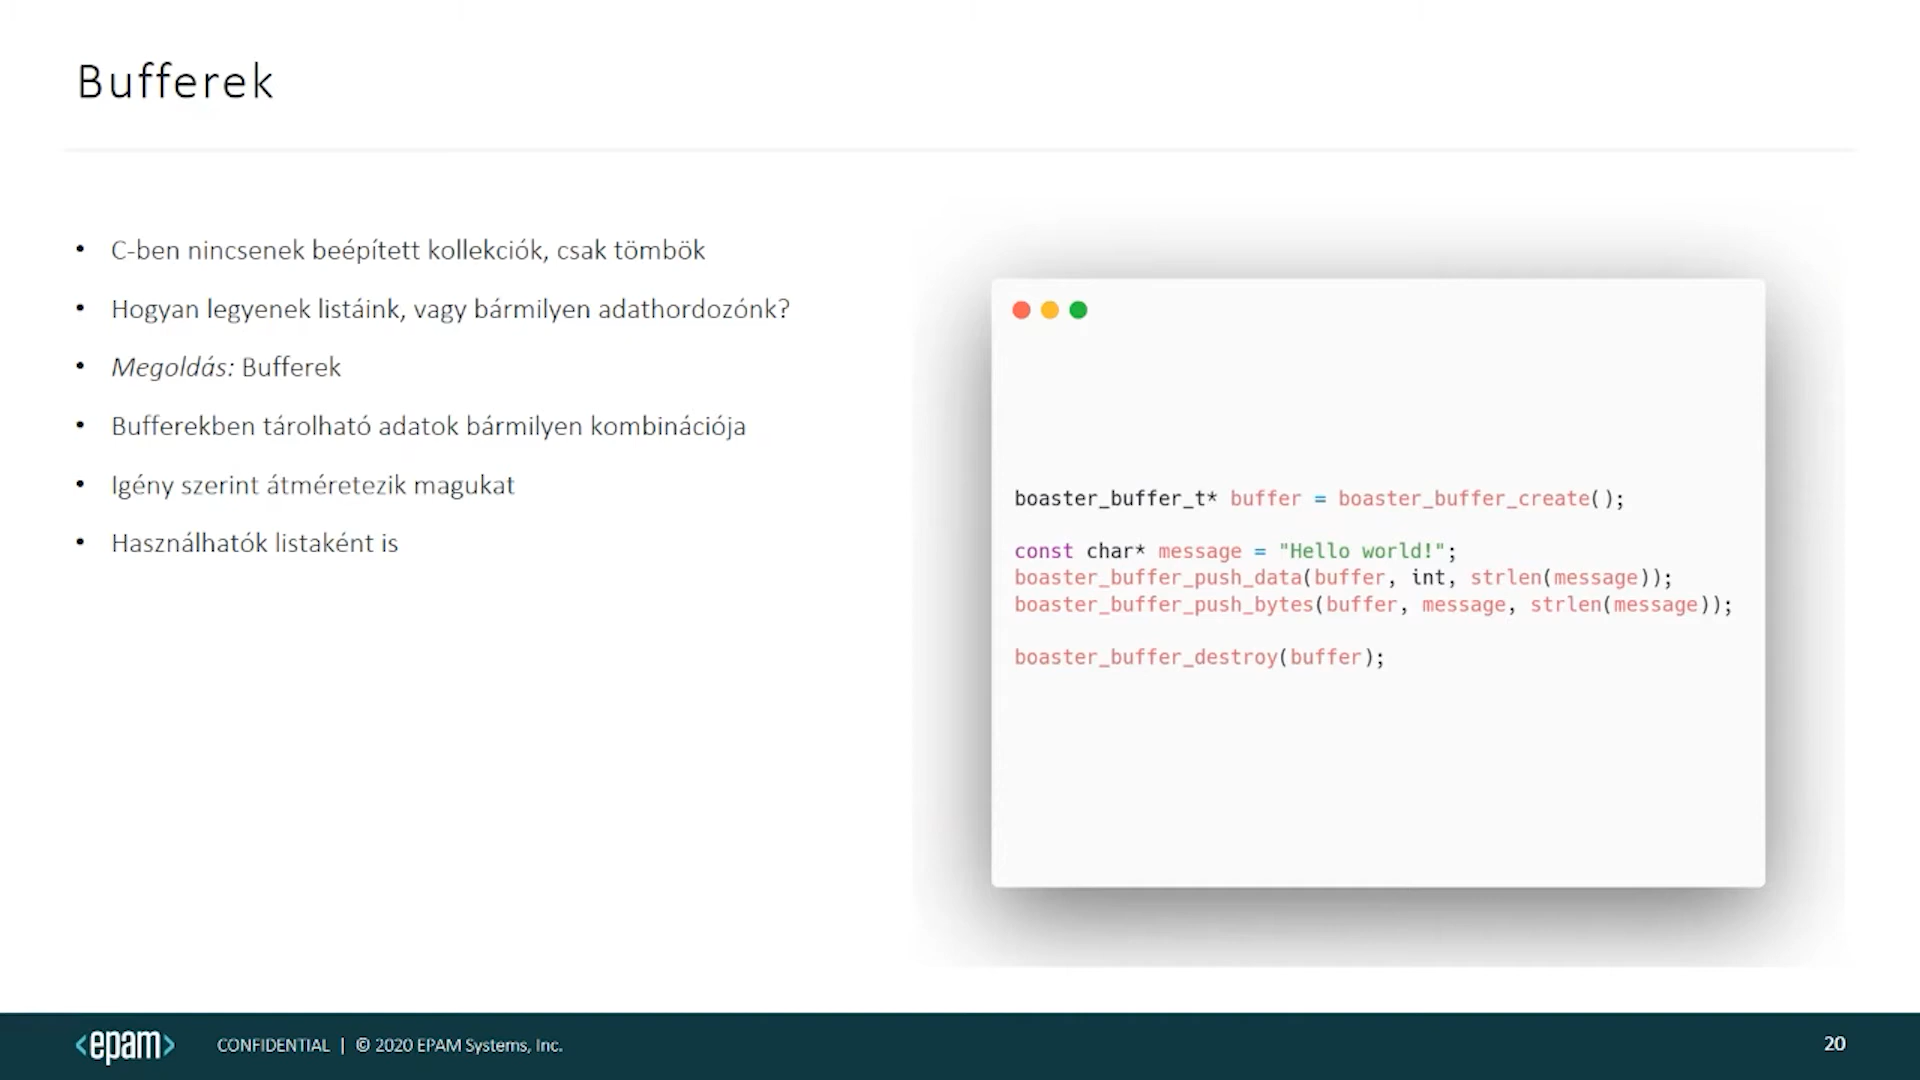 Bufferek
• C-ben nincsenek beépített kollekciók, csak tömbök
• Hogyan legyenek listáink, vagy bármilyen adathordozónk?
• Megoldás: Bufferek
• Bufferekben tárolható adatok bármilyen kombinációja
• Igény szerint átméretezik magukat
• Használhatók listaként is
boaster_buffer_t* buffer = boaster_buffer_create();
const char* message = "Hello world!";
boaster_buffer_push_data(buffer, int, strlen(message));
boaster_buffer_push_bytes(buffer, message, strlen(message));
boaster_buffer_destroy(buffer);
<epam> CONFIDENTIAL | © 2020 EPAM Systems, Inc. 20